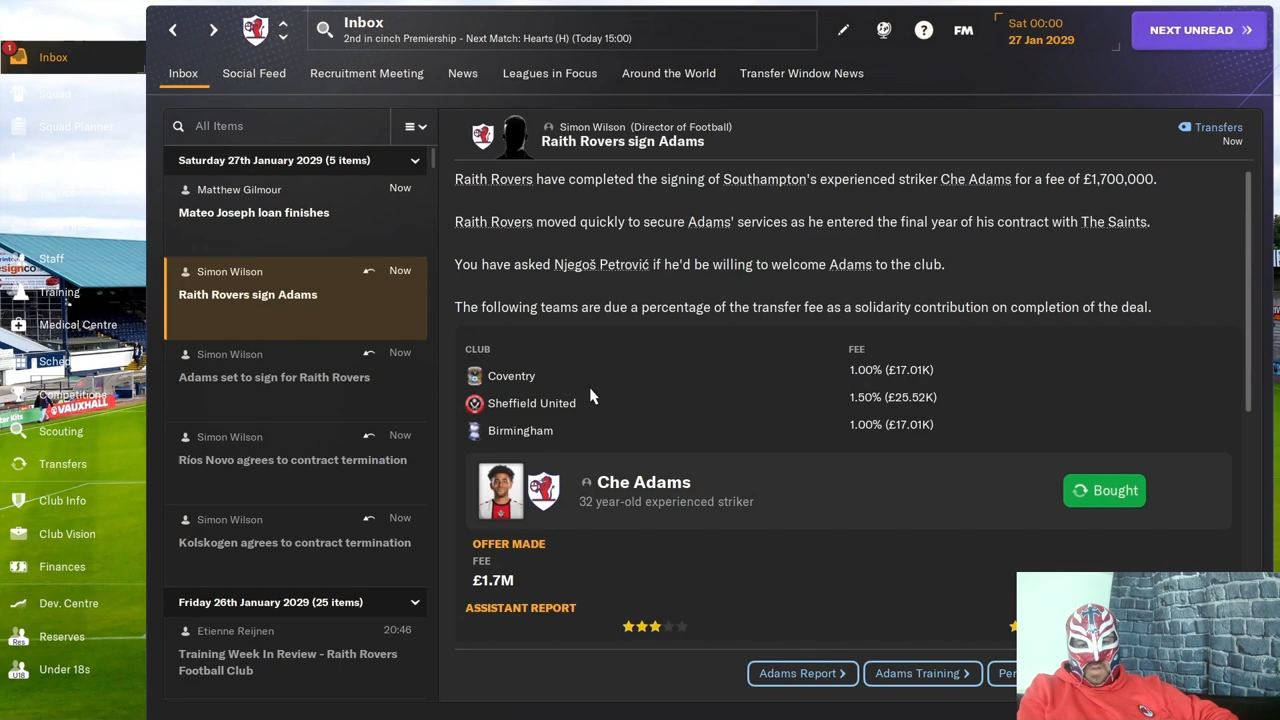 Inbox
2nd in cinch Premiership - Next Match: Hearts (H) (Today 15:00)
FM
Sat 00:00
27 Jan 2029
NEXT UNREAD
1
Inbox
Squad
Squad Planner
Staff
Training
Medical Centre
Sched
Competitions
Scouting
Transfers
Club Info
Club Vision
Finances
Dev. Centre
Reserves
Under 18s
VAUXHALL
Inbox
Social Feed
Recruitment Meeting
News
Leagues in Focus
Around the World
Transfer Window News
All Items
Saturday 27th January 2029 (5 items)
Matthew Gilmour
Now
Mateo Joseph loan finishes
Simon Wilson
Now
Raith Rovers sign Adams
Simon Wilson
Now
Adams set to sign for Raith Rovers
Simon Wilson
Now
Ríos Novo agrees to contract termination
Simon Wilson
Now
Kolskogen agrees to contract termination
Friday 26th January 2029 (25 items)
Etienne Reijnen
20:46
Training Week In Review - Raith Rovers
Football Club
Simon Wilson (Director of Football)
Raith Rovers sign Adams
Transfers
Now
Raith Rovers have completed the signing of Southampton's experienced striker Che Adams for a fee of £1,700,000.
Raith Rovers moved quickly to secure Adams' services as he entered the final year of his contract with The Saints.
You have asked Njegoš Petrović if he'd be willing to welcome Adams to the club.
The following teams are due a percentage of the transfer fee as a solidarity contribution on completion of the deal.
CLUB
FEE
Coventry
1.00% (£17.01K)
Sheffield United
1.50% (£25.52K)
Birmingham
1.00% (£17.01K)
Che Adams
32 year-old experienced striker
Bought
OFFER MADE
FEE
£1.7M
ASSISTANT REPORT
Adams Report
Adams Training
Per